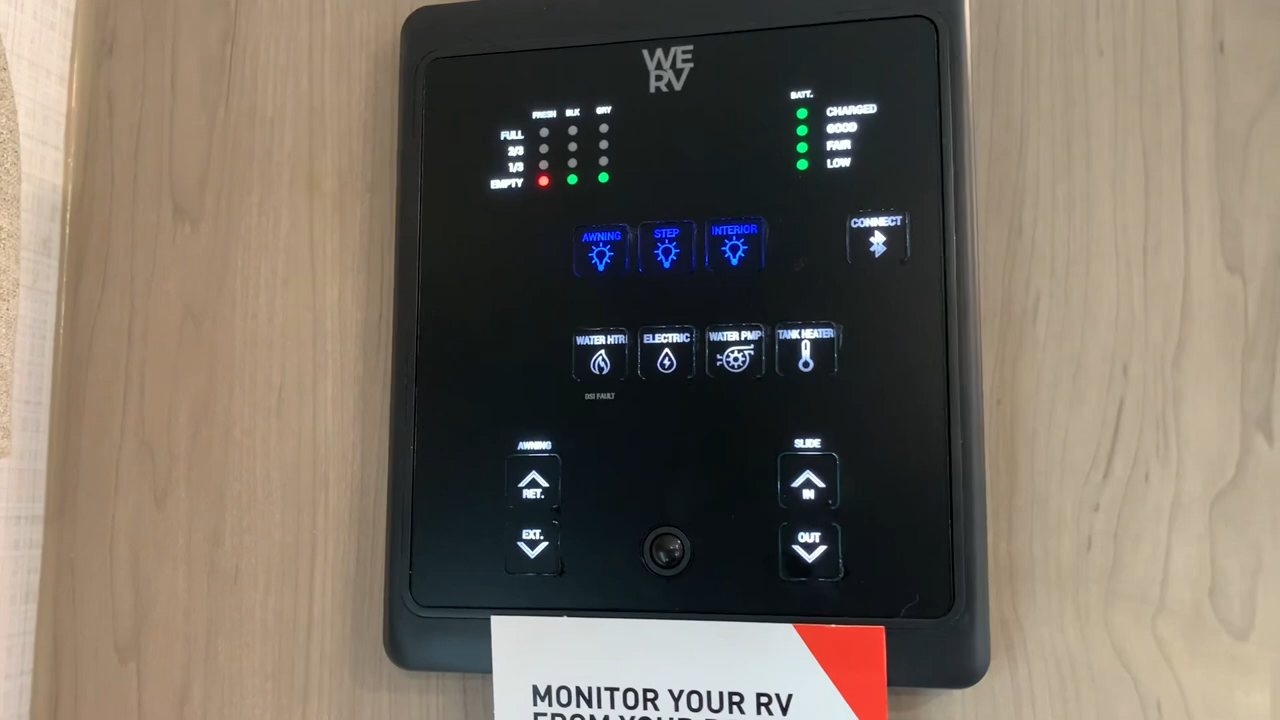 WE
RV
FRESH BLK GRY
FULL
2/3
1/3
EMPTY
BATT.
CHARGED
GOOD
FAIR
LOW
AWNING STEP INTERIOR
CONNECT
WATER HTR ELECTRIC WATER PMP TANK HEATER
DSI FAULT
AWNING
RET.
EXT.
SLIDE
IN
OUT
MONITOR YOUR RV
FROM YOUR